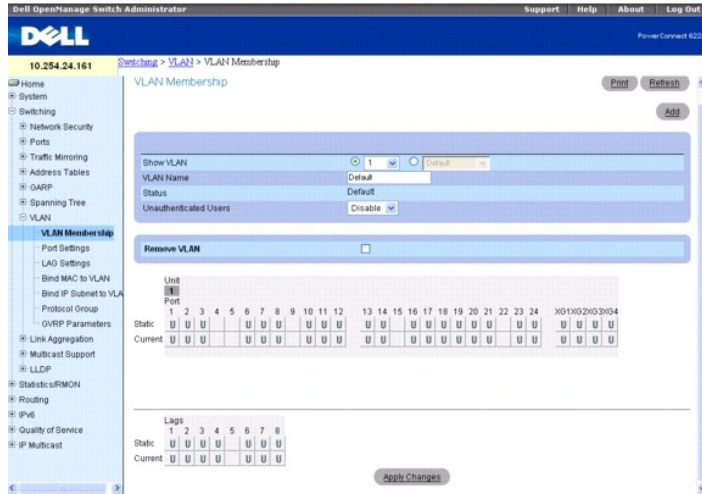 Dell OpenManage Switch Administrator Support Help About Log Out
DELL
PowerConnect 622
10.254.24.161
Switching > VLAN > VLAN Membership
Home
System
Switching
Network Security
Ports
Traffic Mirroring
Address Tables
GARP
Spanning Tree
VLAN
VLAN Membership
Port Settings
LAG Settings
Bind MAC to VLAN
Bind IP Subnet to VLA
Protocol Group
GVRP Parameters
Link Aggregation
Multicast Support
LLDP
Statistics/RMON
Routing
IPv6
Quality of Service
IP Multicast
VLAN Membership
Print Refresh
Add
Show VLAN 1 Default
VLAN Name Default
Status Default
Unauthenticated Users Disable
Remove VLAN
Unit
1
Port
1 2 3 4 5 6 7 8 9 10 11 12 13 14 15 16 17 18 19 20 21 22 23 24 XG1 XG2 XG3 XG4
Static U U U U U U U U U U U U U U U U U U U U U U U
Current U U U U U U U U U U U U U U U U U U U U U U U
Lags
1 2 3 4 5 6 7 8
Static U U U U U U U
Current U U U U U U U
Apply Changes